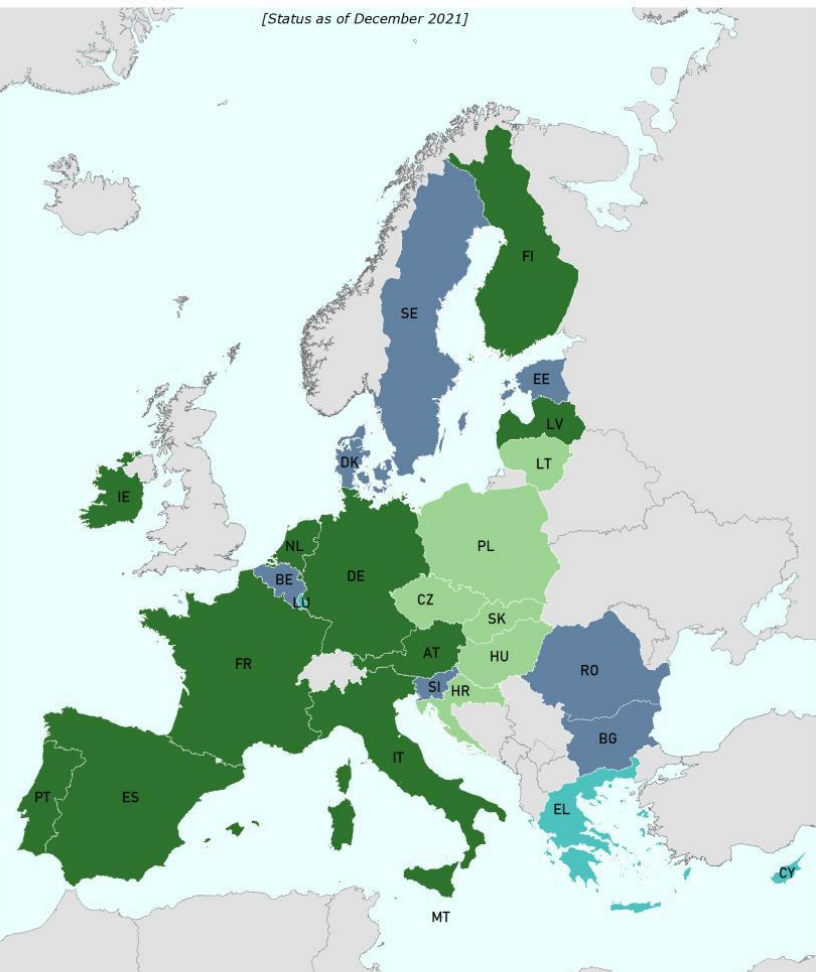 [Status as of December 2021]
FI
SE
EE
LV
DK
LT
IE
NL
PL
DE
BE
CZ
LU
SK
AT
HU
FR
RO
SI
HR
BG
IT
PT
ES
EL
CY
MT